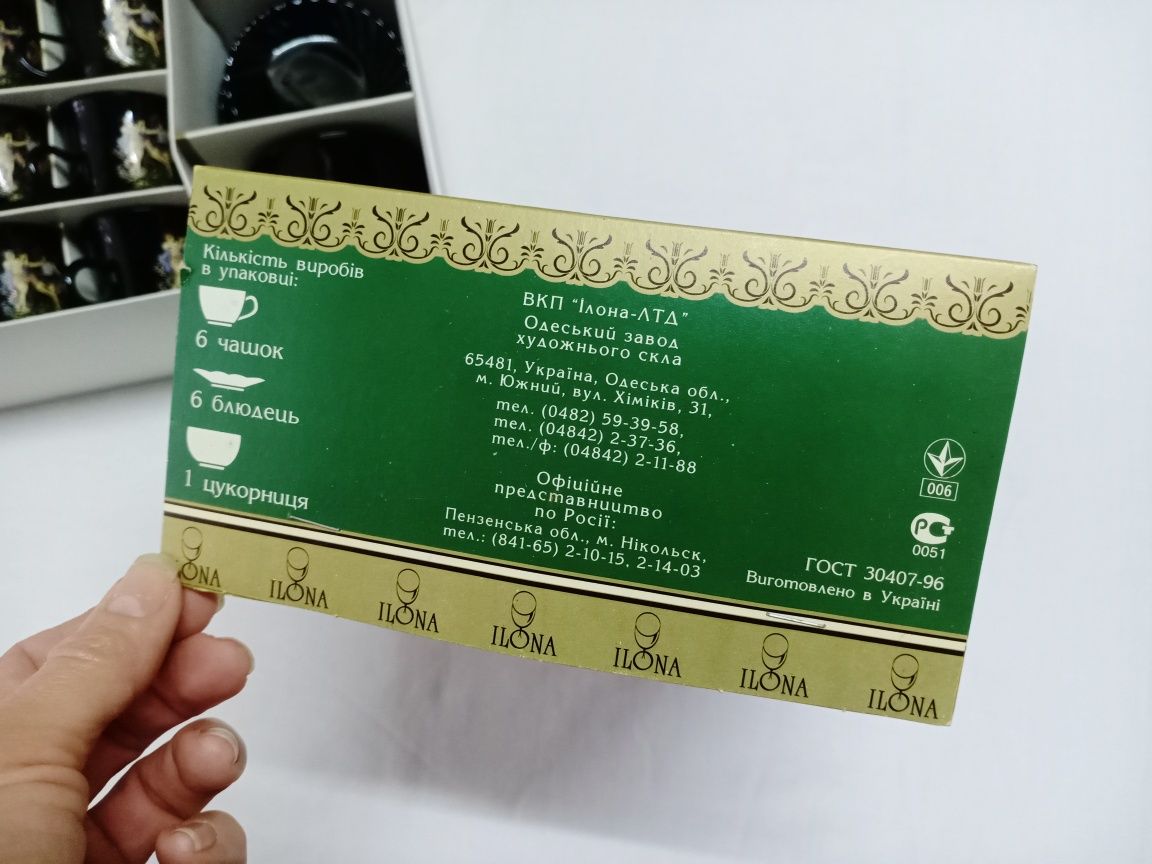 Кількість виробів
в упаковці:
6 чашок
6 блюдець
1 цукорниця
ВКП "Ілона-ЛТД"
Одеський завод
художнього скла
65481, Україна, Одеська обл.,
м. Южний, вул. Хіміків, 31,
тел. (0482) 59-39-58,
тел. (04842) 2-37-36,
тел./ф: (04842) 2-11-88
Офіційне
представництво
по Росії:
Пензенська обл., м. Нікольск,
тел.: (841-65) 2-10-15, 2-14-03
006
РСТ
0051
ГОСТ 30407-96
Виготовлено в Україні
ILONA
ILONA
ILONA
ILONA
ILONA
ILONA
ILONA